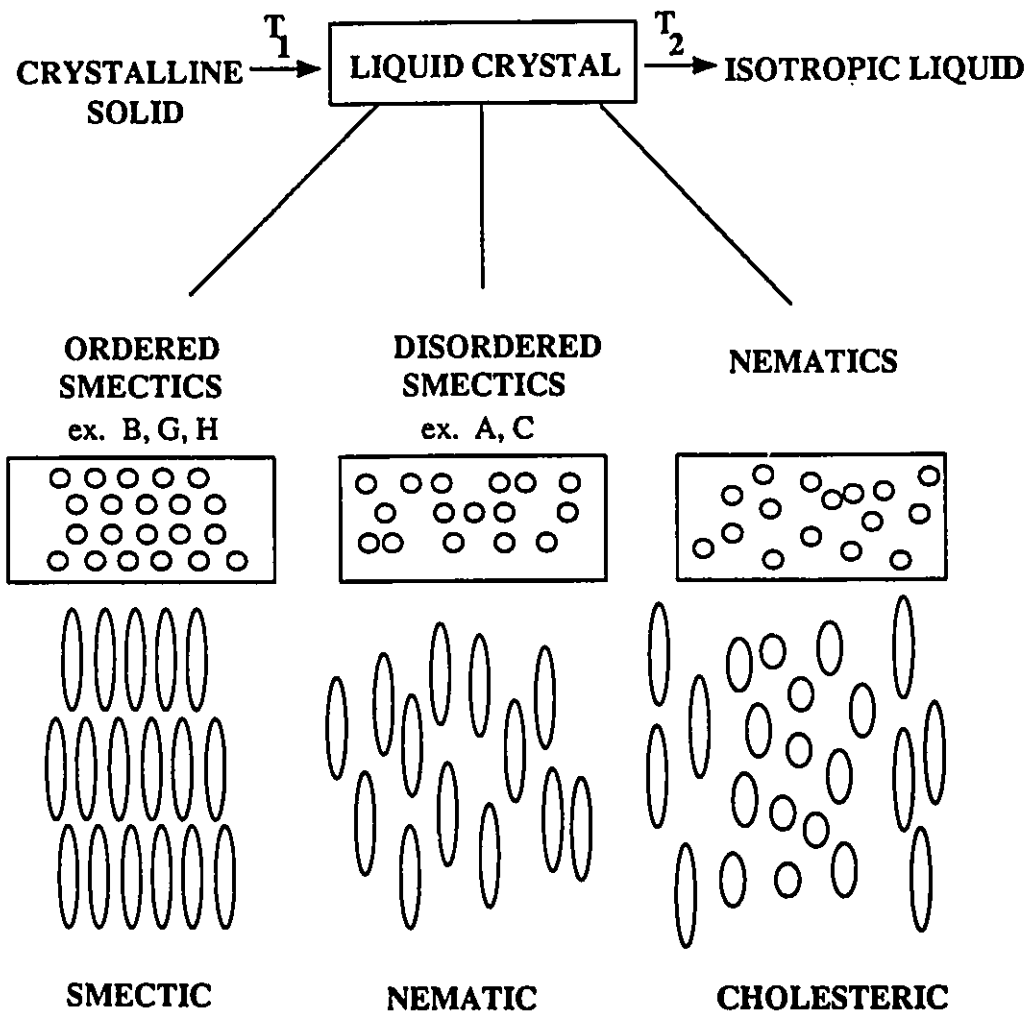 T1
T2
CRYSTALLINE
SOLID
LIQUID CRYSTAL
ISOTROPIC LIQUID
ORDERED
SMECTICS
ex. B, G, H
DISORDERED
SMECTICS
ex. A, C
NEMATICS
SMECTIC
NEMATIC
CHOLESTERIC